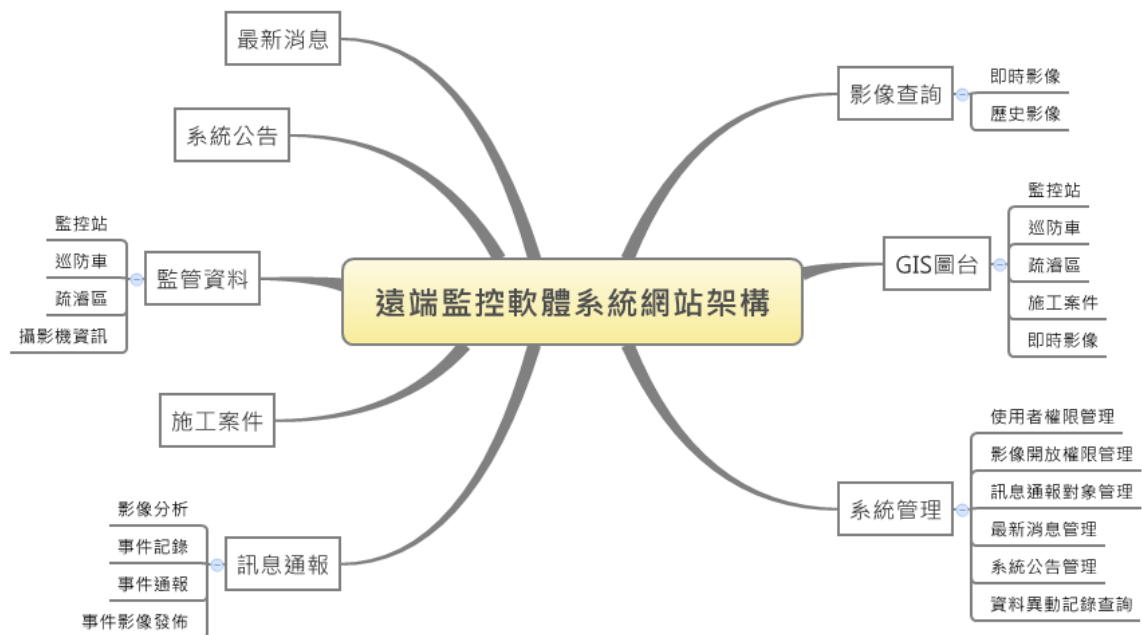 遠端監控軟體系統網站架構
最新消息
系統公告
監管資料
監控站
巡防車
疏濬區
攝影機資訊
施工案件
訊息通報
影像分析
事件記錄
事件通報
事件影像發佈
影像查詢
即時影像
歷史影像
GIS圖台
監控站
巡防車
疏濬區
施工案件
即時影像
系統管理
使用者權限管理
影像開放權限管理
訊息通報對象管理
最新消息管理
系統公告管理
資料異動記錄查詢